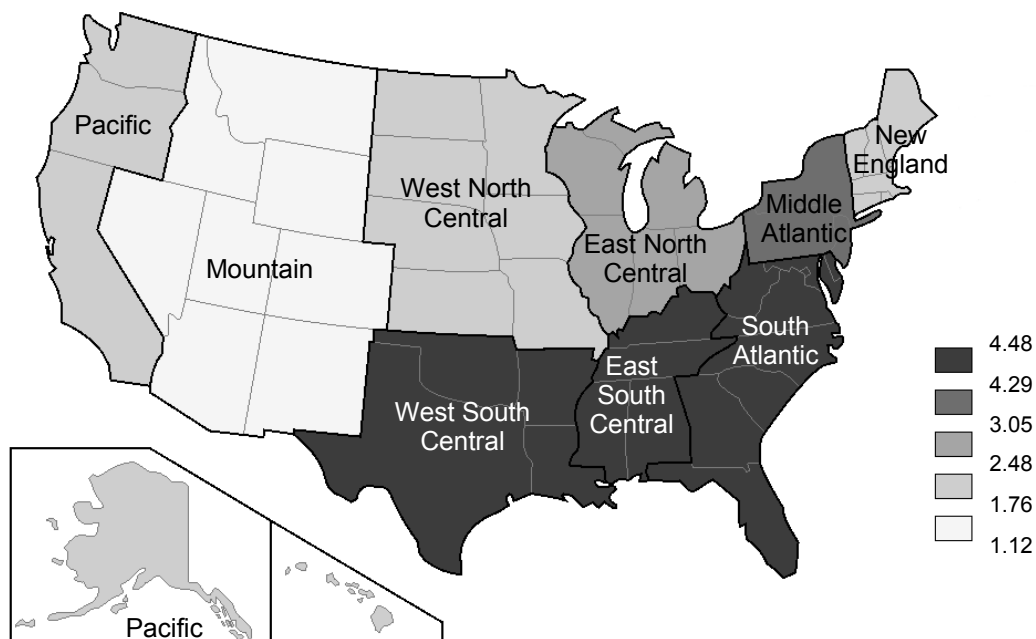 Pacific
New
England
West North
Central
Middle
Atlantic
East North
Central
Mountain
South
Atlantic
East
South
Central
West South
Central
4.48
4.29
3.05
2.48
1.76
1.12
Pacific